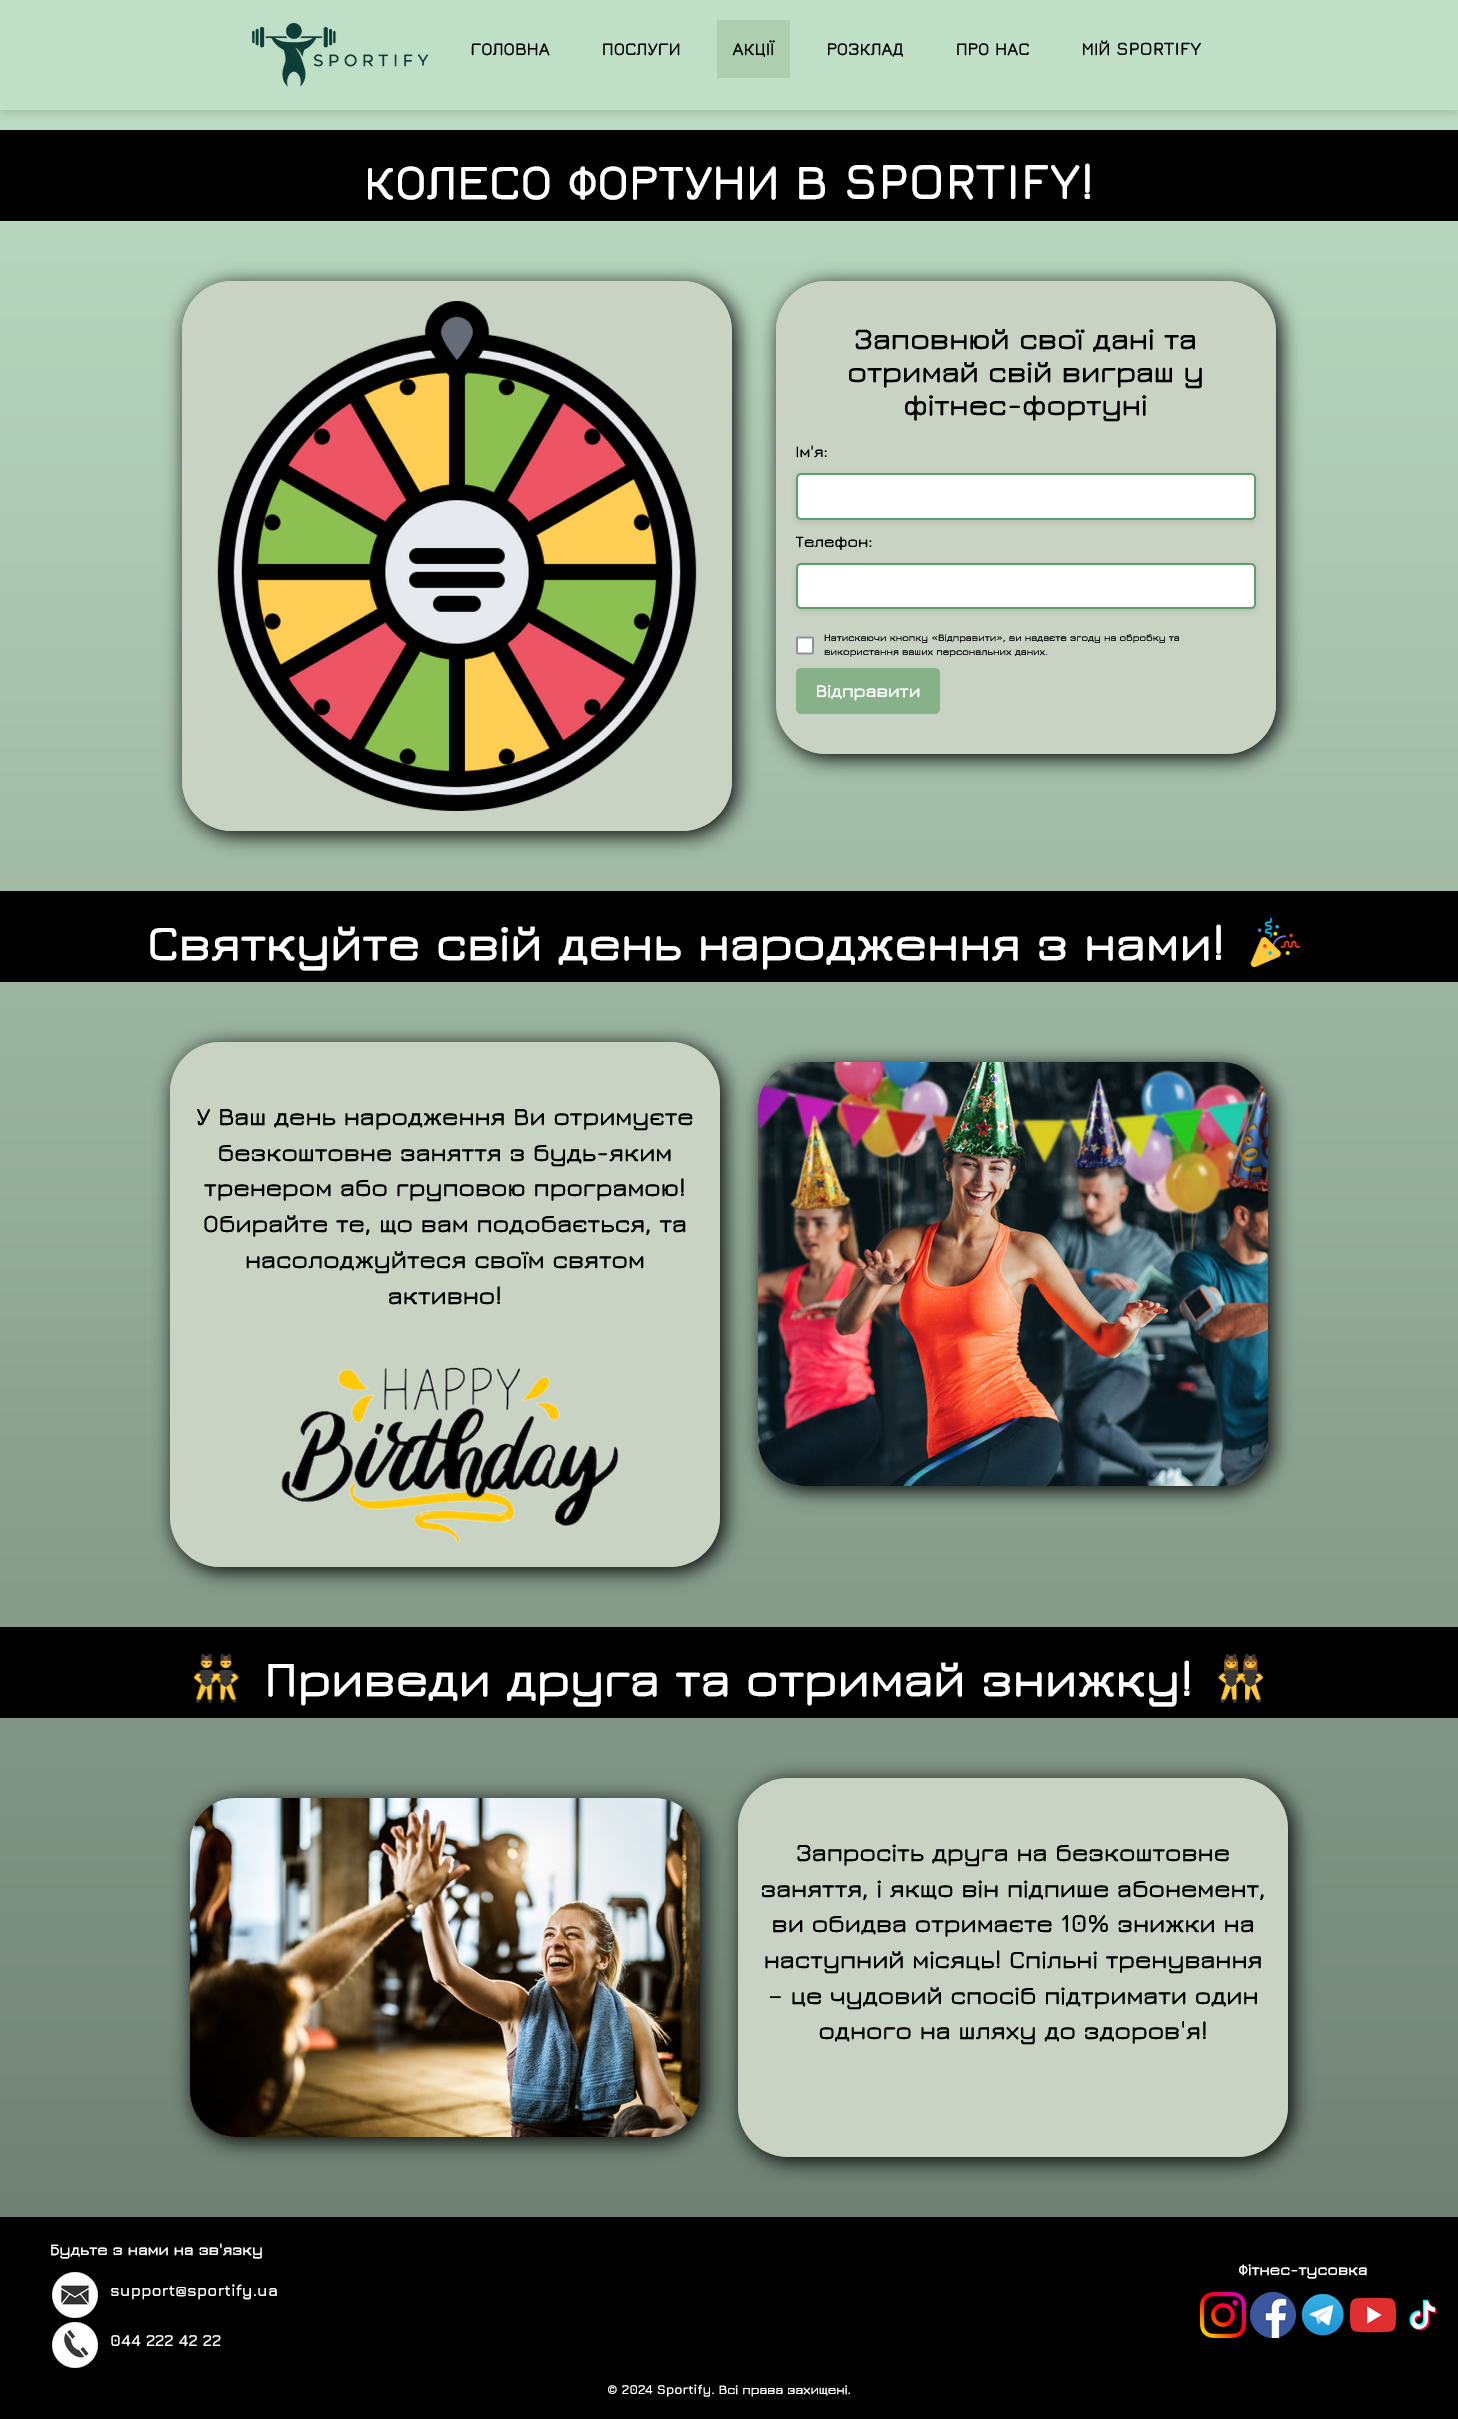 SPORTIFY
ГОЛОВНА
ПОСЛУГИ
АКЦІЇ
РОЗКЛАД
ПРО НАС
МІЙ SPORTIFY
КОЛЕСО ФОРТУНИ В SPORTIFY!
Заповнюй свої дані та
отримай свій виграш у
фітнес-фортуні
Ім'я:
Телефон:
Натискаючи кнопку «Відправити», ви надаєте згоду на обробку та
використання ваших персональних даних.
Відправити
Святкуйте свій день народження з нами! 🎉
У Ваш день народження Ви отримуєте
безкоштовне заняття з будь-яким
тренером або груповою програмою!
Обирайте те, що вам подобається, та
насолоджуйтеся своїм святом
активно!
HAPPY
Birthday
👯‍♂️ Приведи друга та отримай знижку! 👯‍♀️
Запросіть друга на безкоштовне
заняття, і якщо він підпише абонемент,
ви обидва отримаєте 10% знижки на
наступний місяць! Спільні тренування
– це чудовий спосіб підтримати один
одного на шляху до здоров'я!
Будьте з нами на зв'язку
support@sportify.ua
044 222 42 22
Фітнес-тусовка
© 2024 Sportify. Всі права захищені.